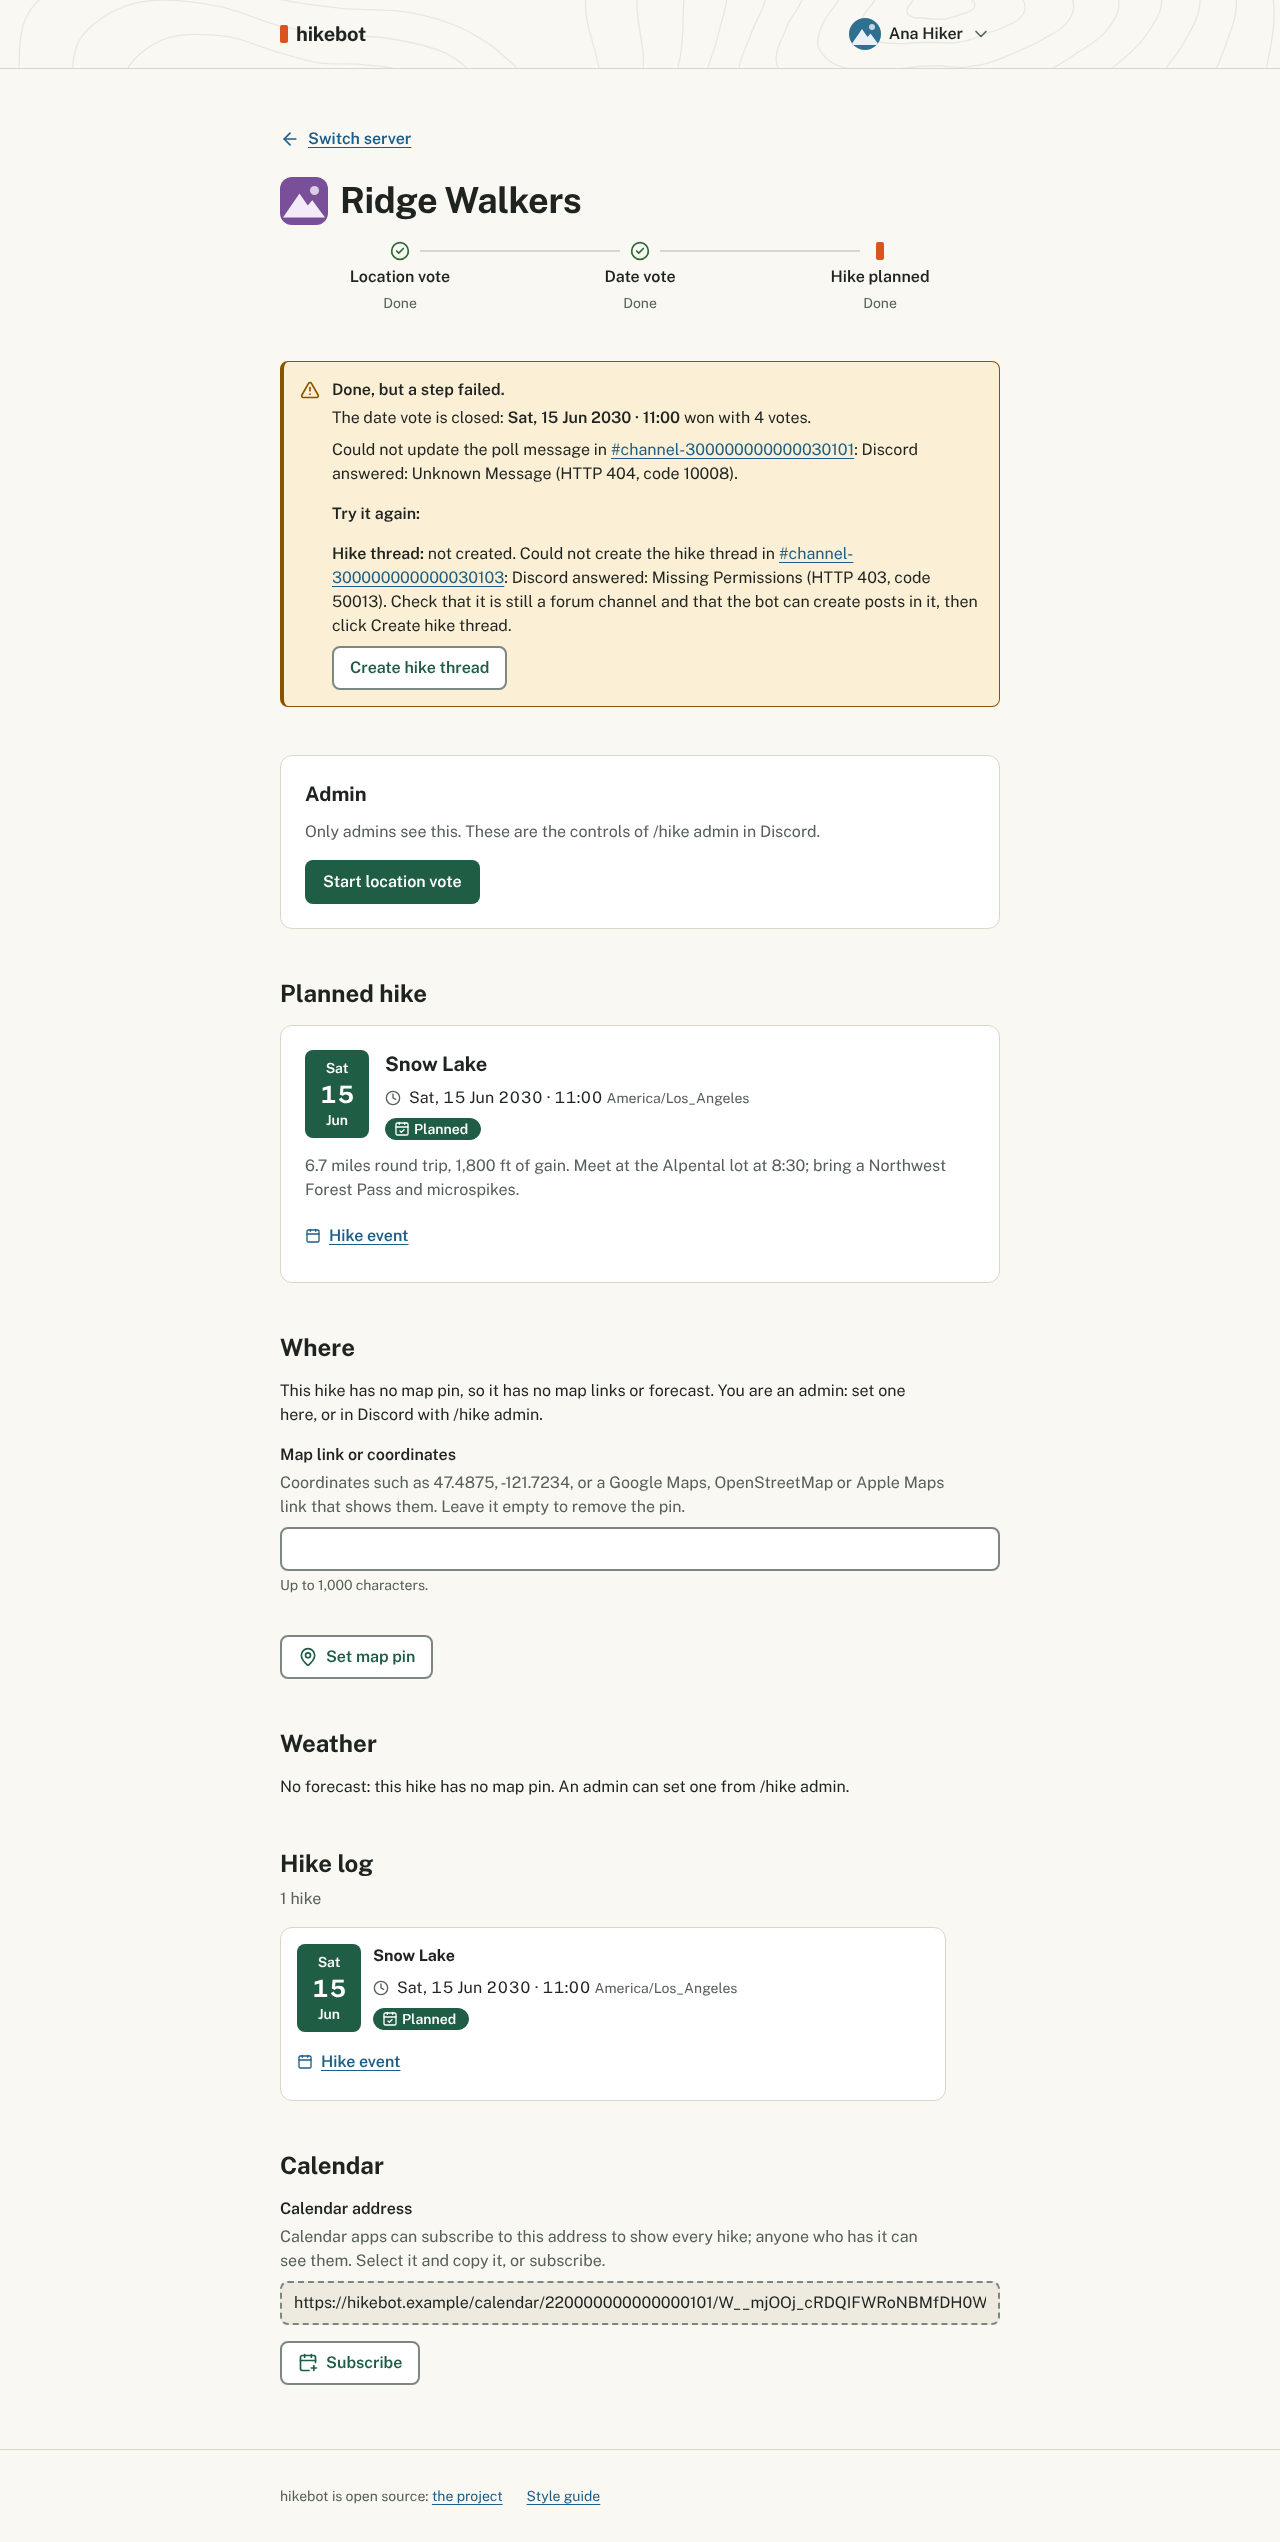 hikebot
Ana Hiker
Switch server
Ridge Walkers
Location vote
Done
Date vote
Done
Hike planned
Done
Done, but a step failed.
The date vote is closed: Sat, 15 Jun 2030 · 11:00 won with 4 votes.
Could not update the poll message in #channel-300000000000030101: Discord
answered: Unknown Message (HTTP 404, code 10008).
Try it again:
Hike thread: not created. Could not create the hike thread in #channel-
300000000000030103: Discord answered: Missing Permissions (HTTP 403, code
50013). Check that it is still a forum channel and that the bot can create posts in it, then
click Create hike thread.
Create hike thread
Admin
Only admins see this. These are the controls of /hike admin in Discord.
Start location vote
Planned hike
Sat
15
Jun
Snow Lake
Sat, 15 Jun 2030 · 11:00 America/Los_Angeles
Planned
6.7 miles round trip, 1,800 ft of gain. Meet at the Alpental lot at 8:30; bring a Northwest
Forest Pass and microspikes.
Hike event
Where
This hike has no map pin, so it has no map links or forecast. You are an admin: set one
here, or in Discord with /hike admin.
Map link or coordinates
Coordinates such as 47.4875, -121.7234, or a Google Maps, OpenStreetMap or Apple Maps
link that shows them. Leave it empty to remove the pin.
Up to 1,000 characters.
Set map pin
Weather
No forecast: this hike has no map pin. An admin can set one from /hike admin.
Hike log
1 hike
Sat
15
Jun
Snow Lake
Sat, 15 Jun 2030 · 11:00 America/Los_Angeles
Planned
Hike event
Calendar
Calendar address
Calendar apps can subscribe to this address to show every hike; anyone who has it can
see them. Select it and copy it, or subscribe.
https://hikebot.example/calendar/220000000000000101/W__mjOOj_cRDQIFWRoNBMfDH0W
Subscribe
hikebot is open source: the project
Style guide